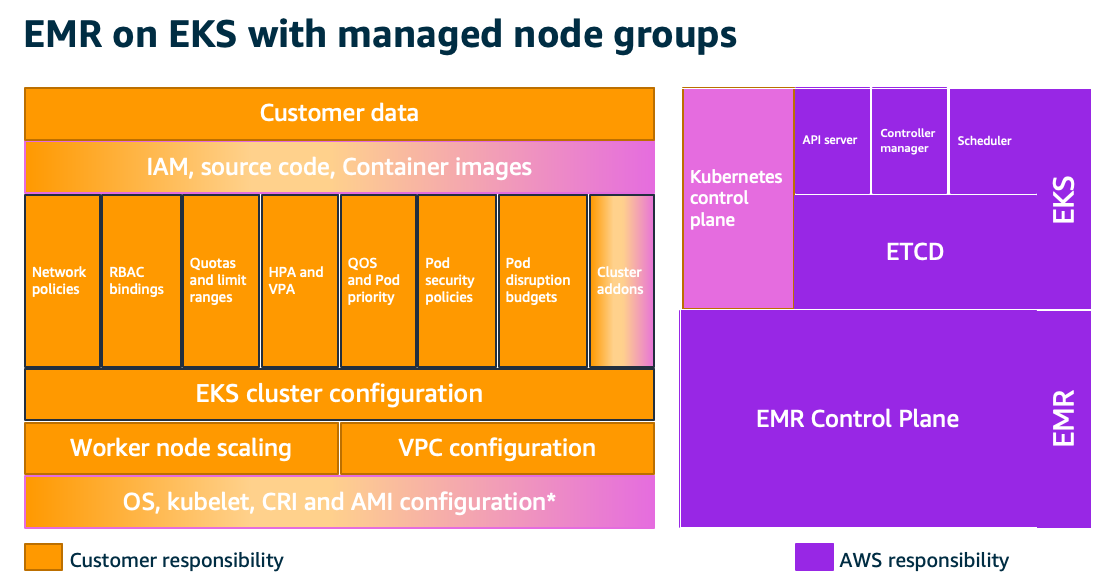 EMR on EKS with managed node groups
Customer data
IAM, source code, Container images
Network
policies
RBAC
bindings
Quotas
and limit
ranges
HPA and
VPA
QOS
and Pod
priority
Pod
security
policies
Pod
disruption
budgets
Cluster
addons
EKS cluster configuration
Worker node scaling
VPC configuration
OS, kubelet, CRI and AMI configuration*
Customer responsibility
Kubernetes
control
plane
API server
Controller
manager
Scheduler
ETCD
EKS
EMR Control Plane
EMR
AWS responsibility